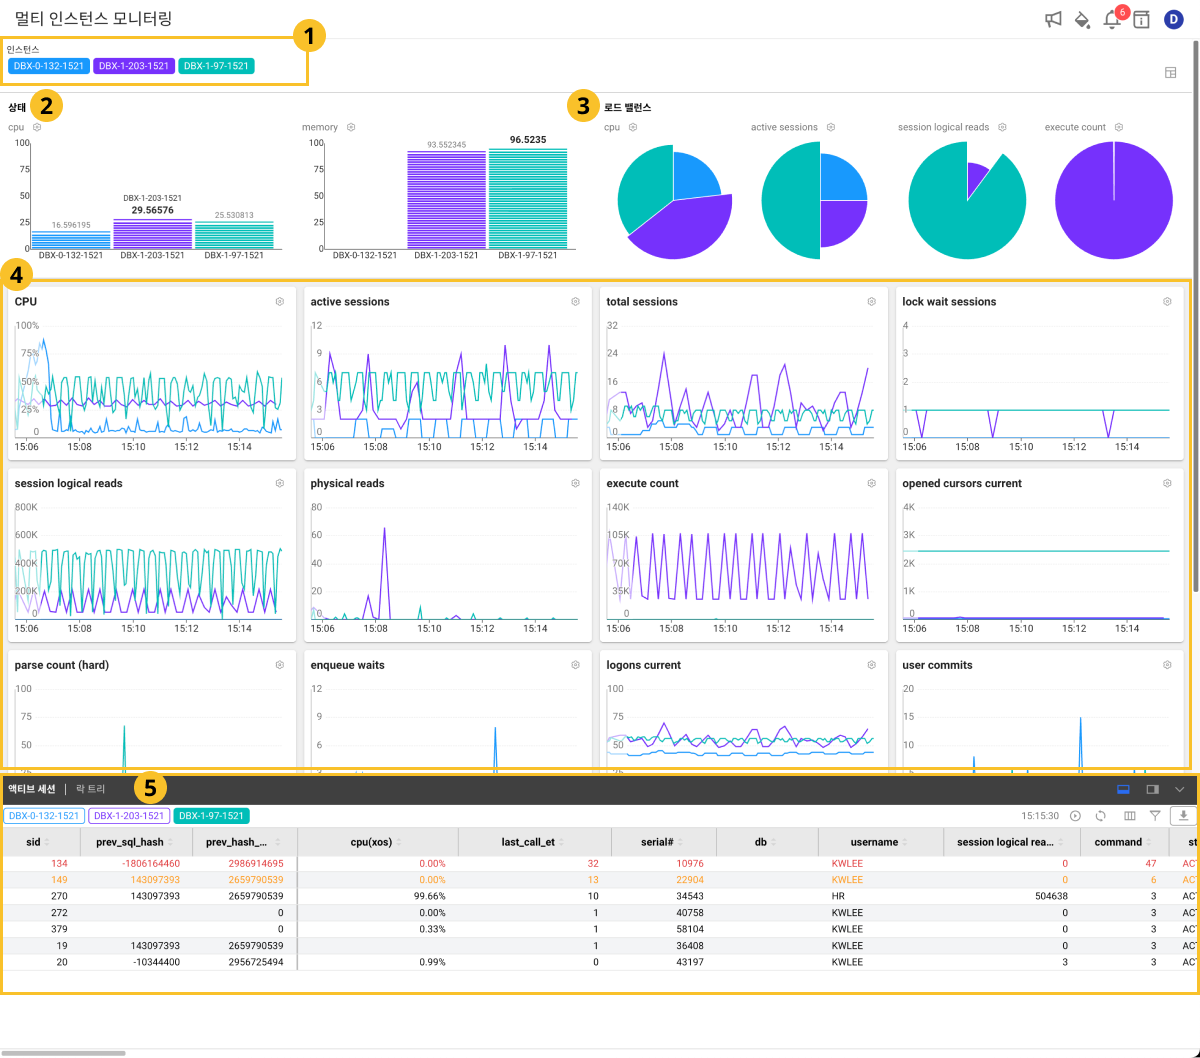 멀티 인스턴스 모니터링
6
D
1
인스턴스
DBX-0-132-1521 DBX-1-203-1521 DBX-1-97-1521
상태 2
3 로드 밸런스
cpu
memory
cpu
active sessions
session logical reads
execute count
100
75
50
25
0
16.596195
DBX-1-203-1521
29.56576
25.530813
DBX-0-132-1521 DBX-1-203-1521 DBX-1-97-1521
100
75
50
25
0
93.552345
96.5235
DBX-0-132-1521 DBX-1-203-1521 DBX-1-97-1521
4
CPU
100%
75%
50%
25%
0
15:06 15:08 15:10 15:12 15:14
active sessions
12
9
6
3
0
15:06 15:08 15:10 15:12 15:14
total sessions
32
24
16
8
0
15:06 15:08 15:10 15:12 15:14
lock wait sessions
4
3
2
1
0
15:06 15:08 15:10 15:12 15:14
session logical reads
800K
600K
400K
200K
0
15:06 15:08 15:10 15:12 15:14
physical reads
80
60
40
20
0
15:06 15:08 15:10 15:12 15:14
execute count
140K
105K
70K
35K
0
15:06 15:08 15:10 15:12 15:14
opened cursors current
4K
3K
2K
1K
0
15:06 15:08 15:10 15:12 15:14
parse count (hard)
100
75
50
25
enqueue waits
12
9
6
3
logons current
100
75
50
25
user commits
20
15
10
액티브 세션 | 락 트리 5
DBX-0-132-1521 DBX-1-203-1521 DBX-1-97-1521 15:15:30
sid prev_sql_hash prev_hash_... cpu(xos) last_call_et serial# db username session logical rea... command st
134 -1806164460 2986914695 0.00% 32 10976 KWLEE 0 47 AC
149 143097393 2659790539 0.00% 13 22904 KWLEE 0 6 AC
270 143097393 2659790539 99.66% 10 34543 HR 504638 3 AC
272 0 0.00% 1 40758 KWLEE 0 3 AC
379 0 0.33% 1 58104 KWLEE 0 3 AC
19 143097393 2659790539 1 36408 KWLEE 0 3 AC
20 -10344400 2956725494 0.99% 0 43197 KWLEE 3 3 AC